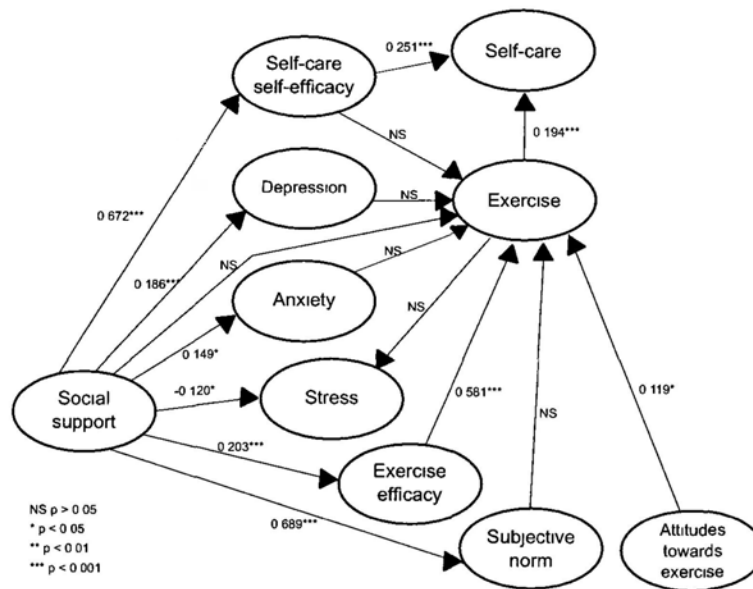 0 251***
Self-care
Self-care
self-efficacy
NS
0 194***
Depression
NS
Exercise
0 672***
NS
NS
0 186***
Anxiety
NS
0 149*
-0 120*
Stress
0 581***
0 119*
Social
support
NS
0 203***
Exercise
efficacy
0 689***
Subjective
norm
Attitudes
towards
exercise
NS p > 0 05
* p < 0 05
** p < 0 01
*** p < 0 001